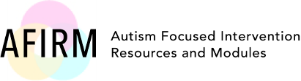 AFIRM
Autism Focused Intervention
Resources and Modules